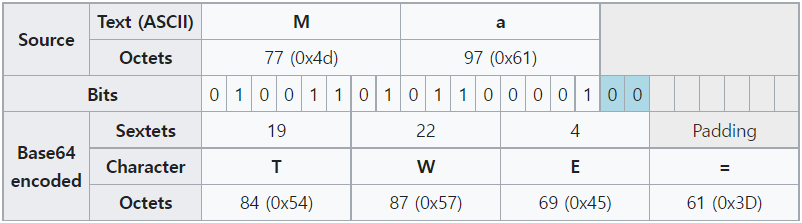 Source Text (ASCII) M a
Octets 77 (0x4d) 97 (0x61)
Bits 0 1 0 0 1 1 0 1 0 1 1 0 0 0 0 1 0 0
Base64 encoded Sextets 19 22 4 Padding
Character T W E =
Octets 84 (0x54) 87 (0x57) 69 (0x45) 61 (0x3D)